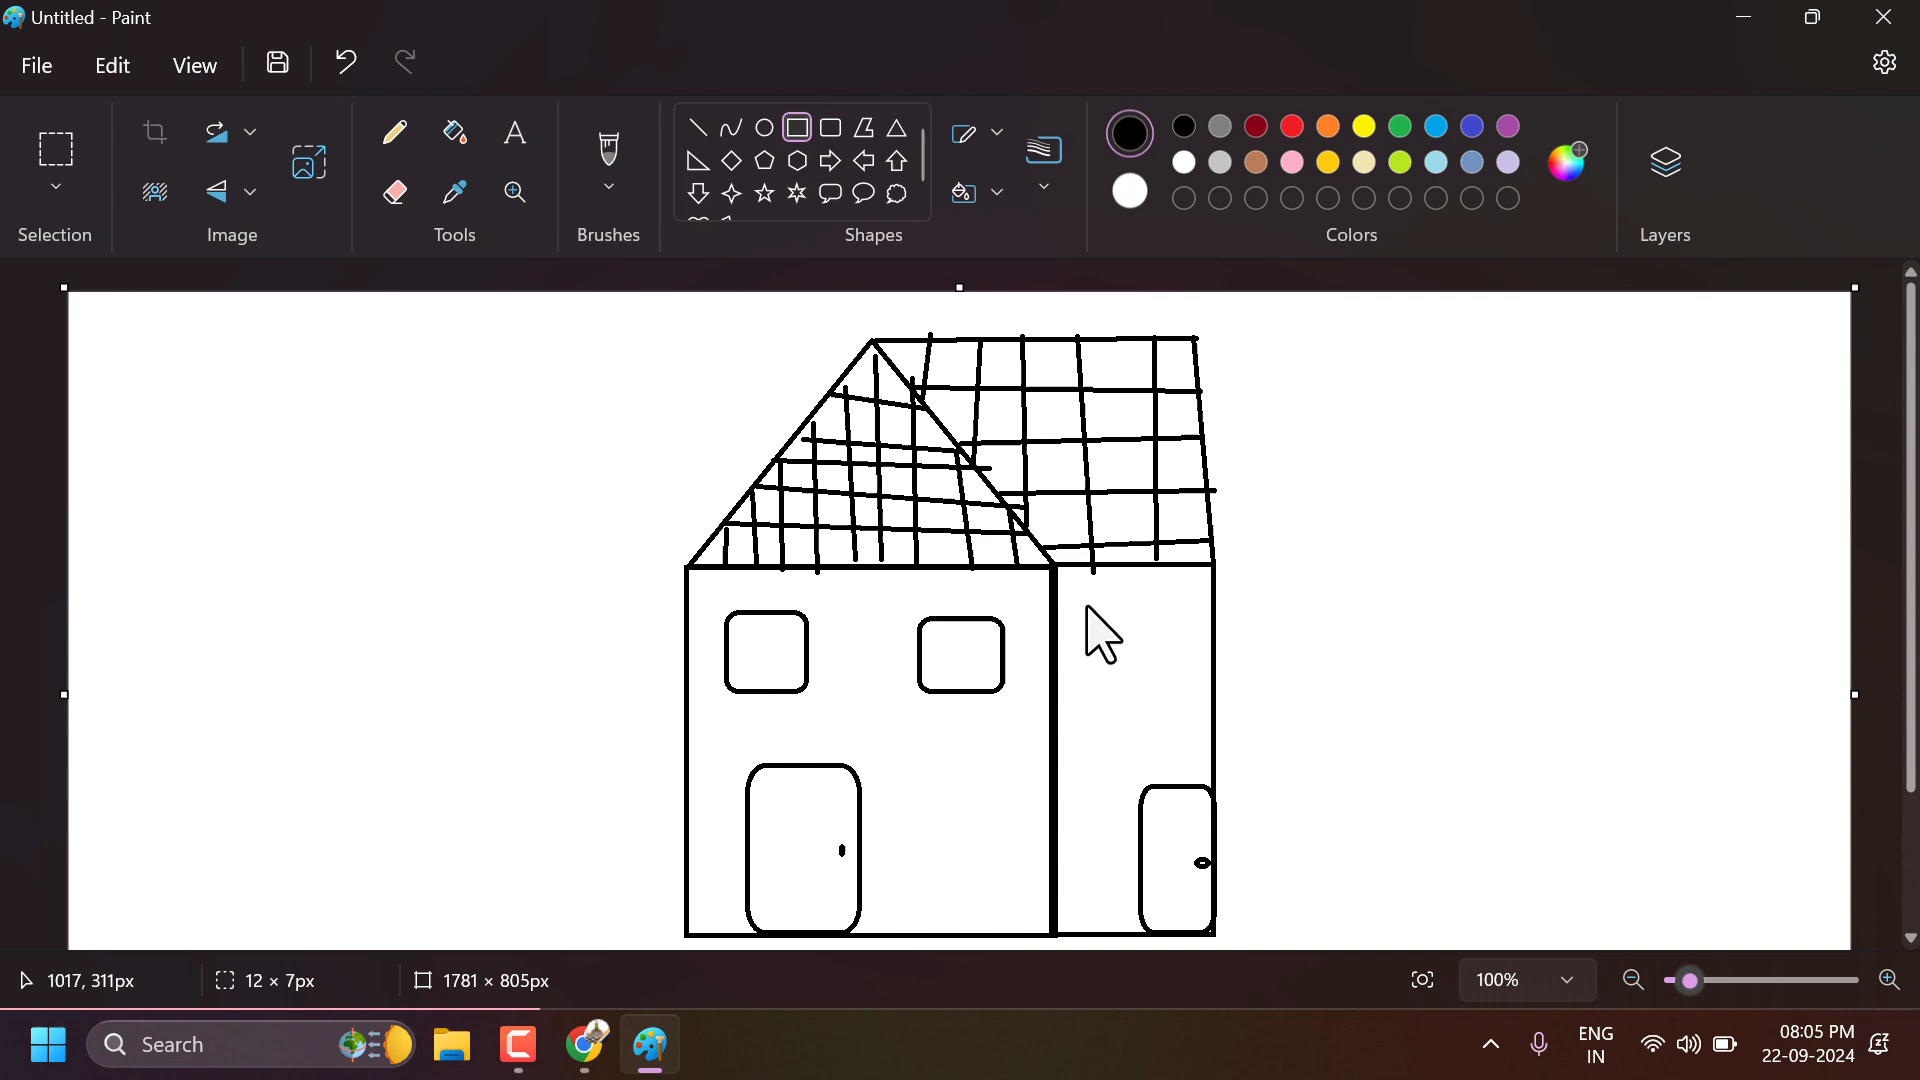 Untitled - Paint
File Edit View
Selection Image Tools Brushes Shapes Colors Layers
1017, 311px 12 × 7px 1781 × 805px 100%
Search ENG 08:05 PM
IN 22-09-2024